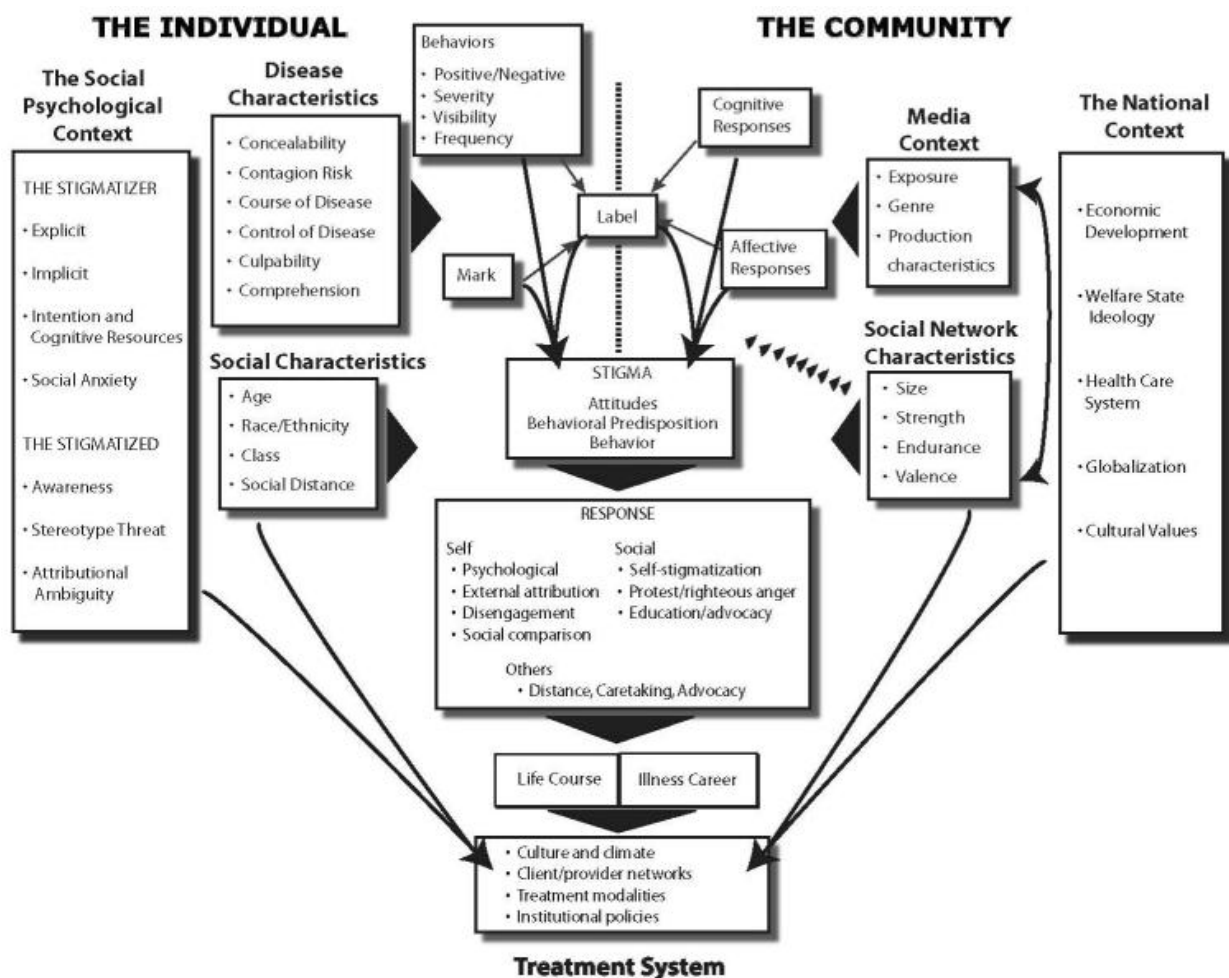 THE INDIVIDUAL
THE COMMUNITY
The Social
Psychological
Context
THE STIGMATIZER
• Explicit
• Implicit
• Intention and
Cognitive Resources
• Social Anxiety
THE STIGMATIZED
• Awareness
• Stereotype Threat
• Attributional
Ambiguity
Disease
Characteristics
• Concealability
• Contagion Risk
• Course of Disease
• Control of Disease
• Culpability
• Comprehension
Social Characteristics
• Age
• Race/Ethnicity
• Class
• Social Distance
Behaviors
• Positive/Negative
• Severity
• Visibility
• Frequency
Mark
Label
Cognitive
Responses
Affective
Responses
Media
Context
• Exposure
• Genre
• Production
characteristics
Social Network
Characteristics
• Size
• Strength
• Endurance
• Valence
The National
Context
• Economic
Development
• Welfare State
Ideology
• Health Care
System
• Globalization
• Cultural Values
STIGMA
Attitudes
Behavioral Predisposition
Behavior
RESPONSE
Self
• Psychological
• External attribution
• Disengagement
• Social comparison
Social
• Self-stigmatization
• Protest/righteous anger
• Education/advocacy
Others
• Distance, Caretaking, Advocacy
Life Course
Illness Career
• Culture and climate
• Client/provider networks
• Treatment modalities
• Institutional policies
Treatment System